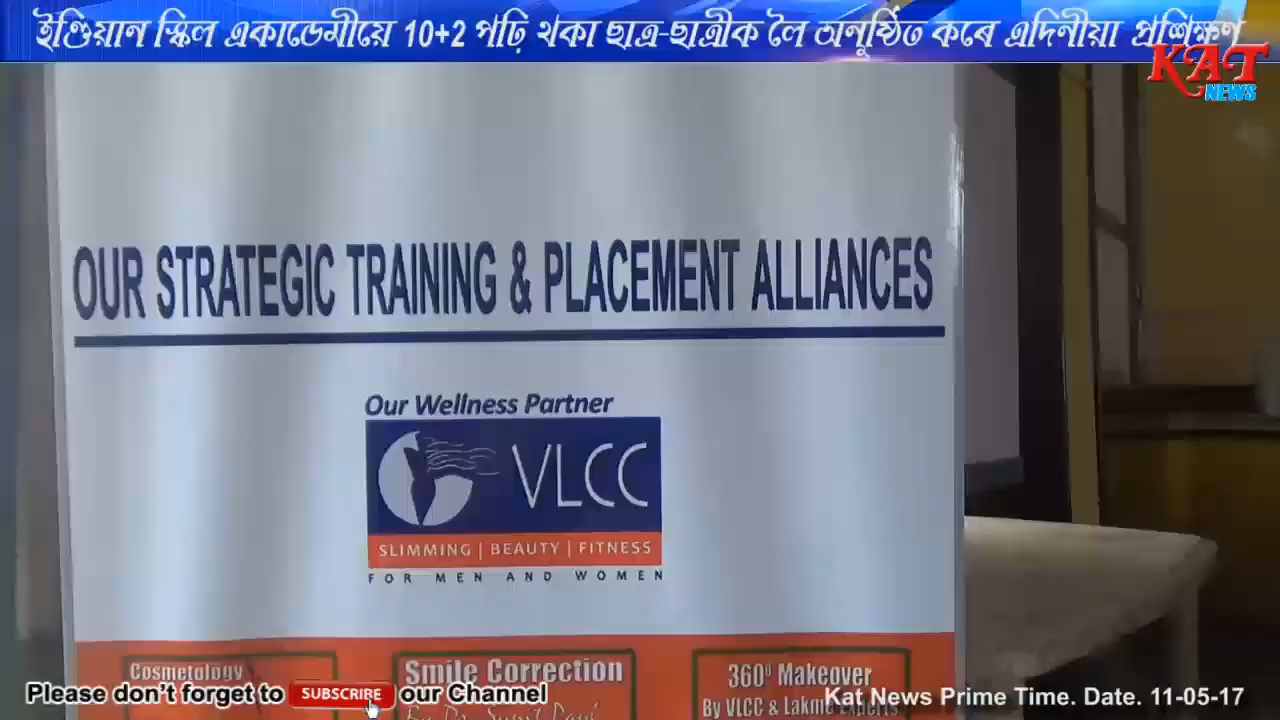 ইণ্ডিয়ান স্কিল একাডেমীয়ে 10+2 পঢ়ি থকা ছাত্ৰ-ছাত্ৰীক লৈ অনুষ্ঠিত কৰে এদিনীয়া প্ৰশিক্ষণ
KAT
NEWS
OUR STRATEGIC TRAINING & PLACEMENT ALLIANCES
Our Wellness Partner
VLCC
SLIMMING | BEAUTY | FITNESS
FOR MEN AND WOMEN
Cosmetology
Smile Correction
360° Makeover
By VLCC & Lakme Experts
Please don't forget to SUBSCRIBE our Channel
Kat News Prime Time. Date. 11-05-17